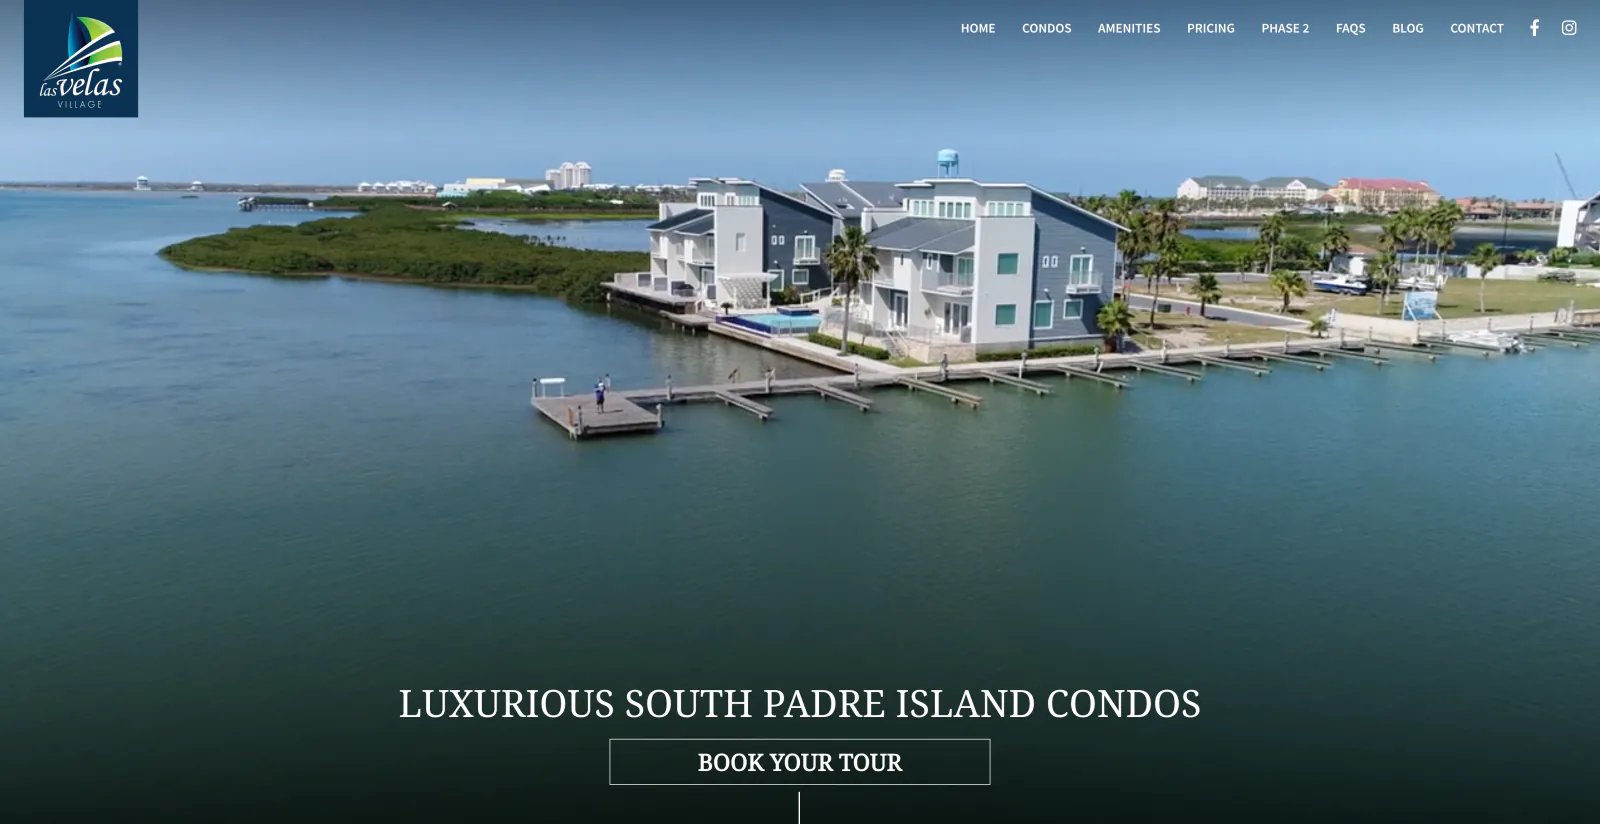 las velas
VILLAGE
HOME CONDOS AMENITIES PRICING PHASE 2 FAQS BLOG CONTACT
LUXURIOUS SOUTH PADRE ISLAND CONDOS
BOOK YOUR TOUR